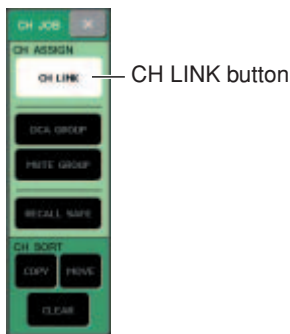 CH JOB ×
CH ASSIGN
CH LINK
CH LINK button
DCA GROUP
MUTE GROUP
RECALL SAFE
CH SORT
COPY MOVE
CLEAR